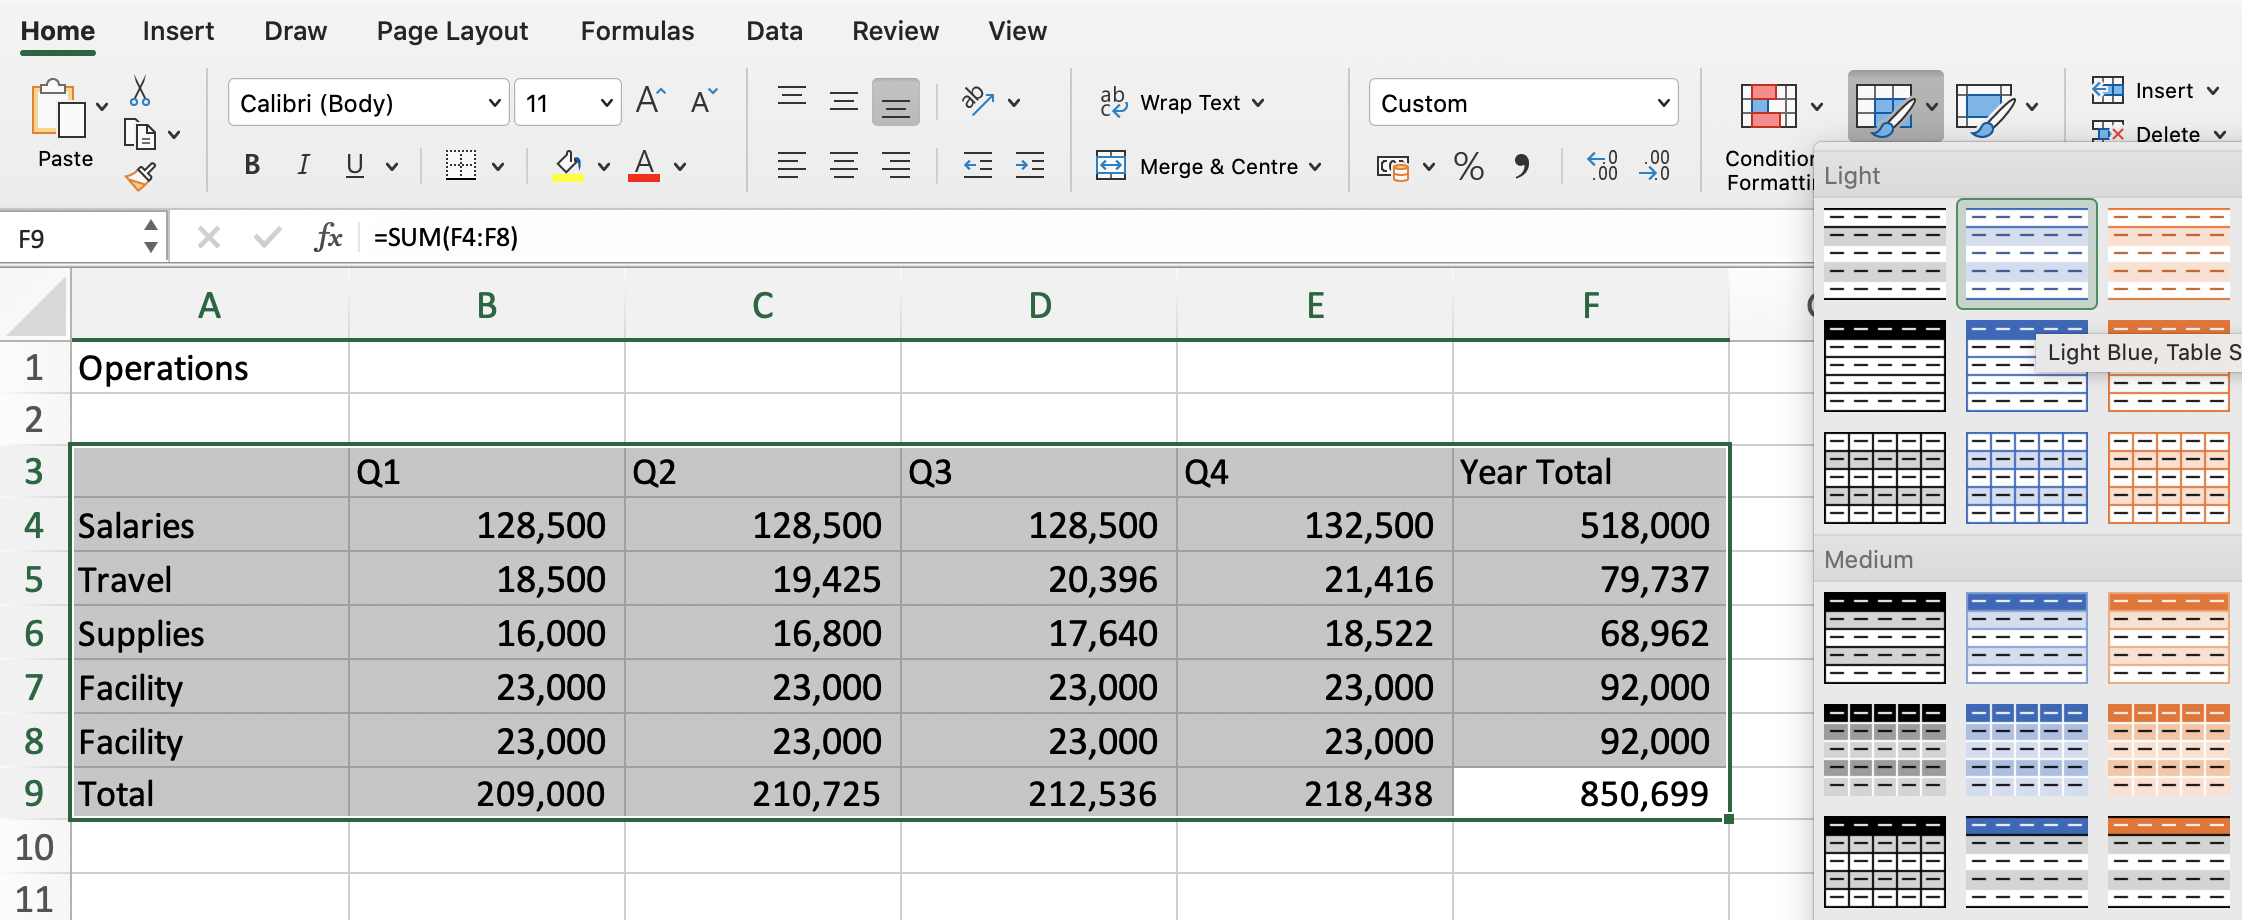 Home Insert Draw Page Layout Formulas Data Review View
Paste
Calibri (Body) 11
B I U A
Wrap Text
Merge & Centre
Custom
Insert
Delete
F9 fx =SUM(F4:F8)
Light
A B C D E F
1 Operations
Light Blue, Table S
2
3 Q1 Q2 Q3 Q4 Year Total
4 Salaries 128,500 128,500 128,500 132,500 518,000
Medium
5 Travel 18,500 19,425 20,396 21,416 79,737
6 Supplies 16,000 16,800 17,640 18,522 68,962
7 Facility 23,000 23,000 23,000 23,000 92,000
8 Facility 23,000 23,000 23,000 23,000 92,000
9 Total 209,000 210,725 212,536 218,438 850,699
10
11